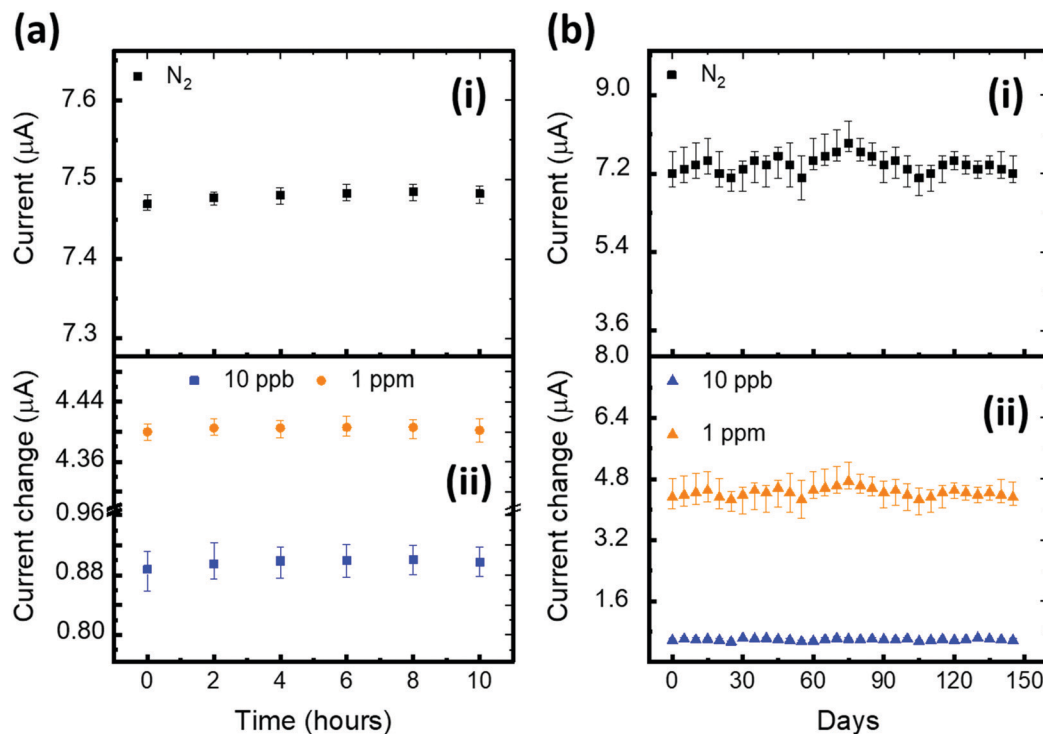 (a)
N₂
(i)
7.6
7.5
7.4
7.3
Current (μA)
10 ppb
1 ppm
(ii)
4.44
4.36
0.96
0.88
0.80
Current change (μA)
0 2 4 6 8 10
Time (hours)
(b)
N₂
(i)
9.0
7.2
5.4
3.6
Current (μA)
8.0
10 ppb
1 ppm
(ii)
6.4
4.8
3.2
1.6
Current change (μA)
0 30 60 90 120 150
Days